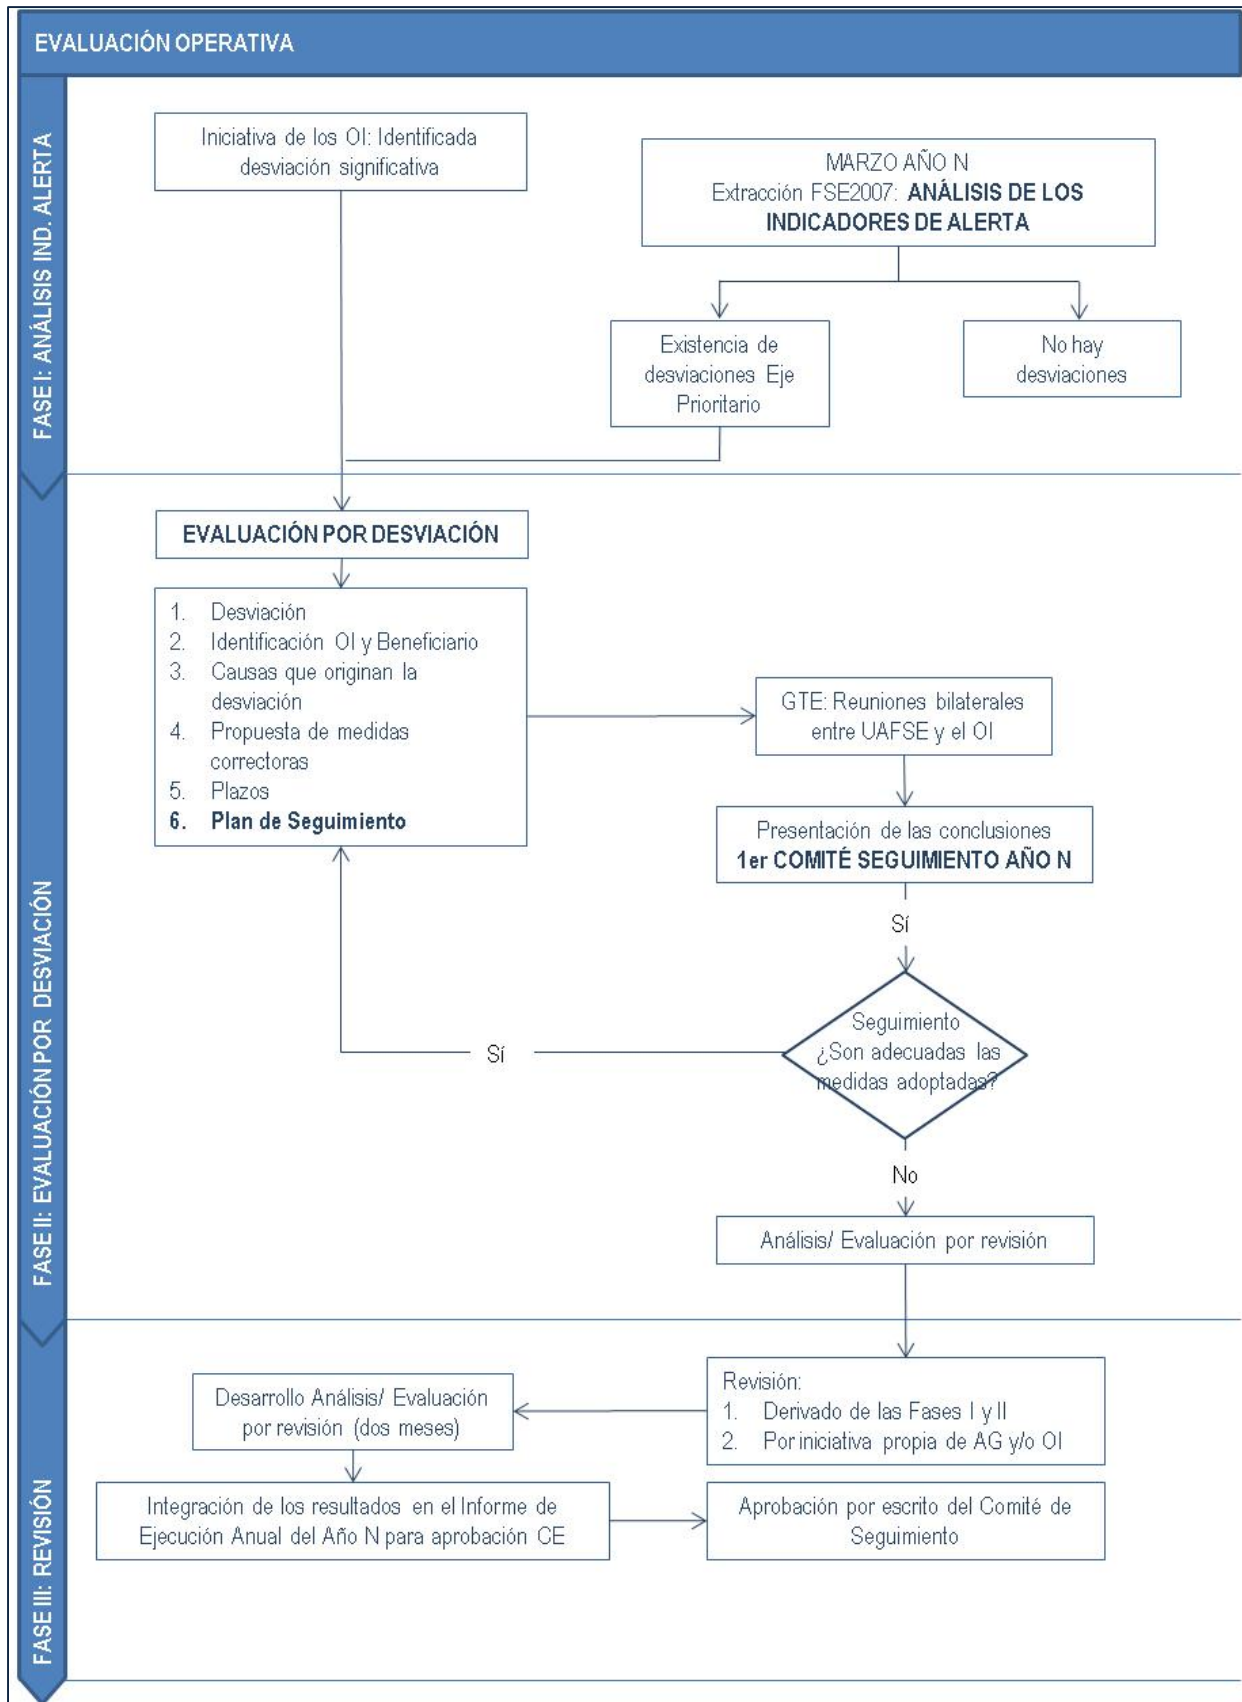 EVALUACIÓN OPERATIVA
FASE I: ANÁLISIS IND. ALERTA
Iniciativa de los OI: Identificada
desviación significativa
MARZO AÑO N
Extracción FSE2007: ANÁLISIS DE LOS
INDICADORES DE ALERTA
Existencia de
desviaciones Eje
Prioritario
No hay
desviaciones
FASE II: EVALUACIÓN POR DESVIACIÓN
EVALUACIÓN POR DESVIACIÓN
1. Desviación
2. Identificación OI y Beneficiario
3. Causas que originan la
desviación
4. Propuesta de medidas
correctoras
5. Plazos
6. Plan de Seguimiento
GTE: Reuniones bilaterales
entre UAFSE y el OI
Presentación de las conclusiones
1er COMITÉ SEGUIMIENTO AÑO N
Sí
Seguimiento
¿Son adecuadas las
medidas adoptadas?
Sí
No
Análisis/ Evaluación por revisión
FASE III: REVISIÓN
Revisión:
1. Derivado de las Fases I y II
2. Por iniciativa propia de AG y/o OI
Desarrollo Análisis/ Evaluación
por revisión (dos meses)
Integración de los resultados en el Informe de
Ejecución Anual del Año N para aprobación CE
Aprobación por escrito del Comité de
Seguimiento